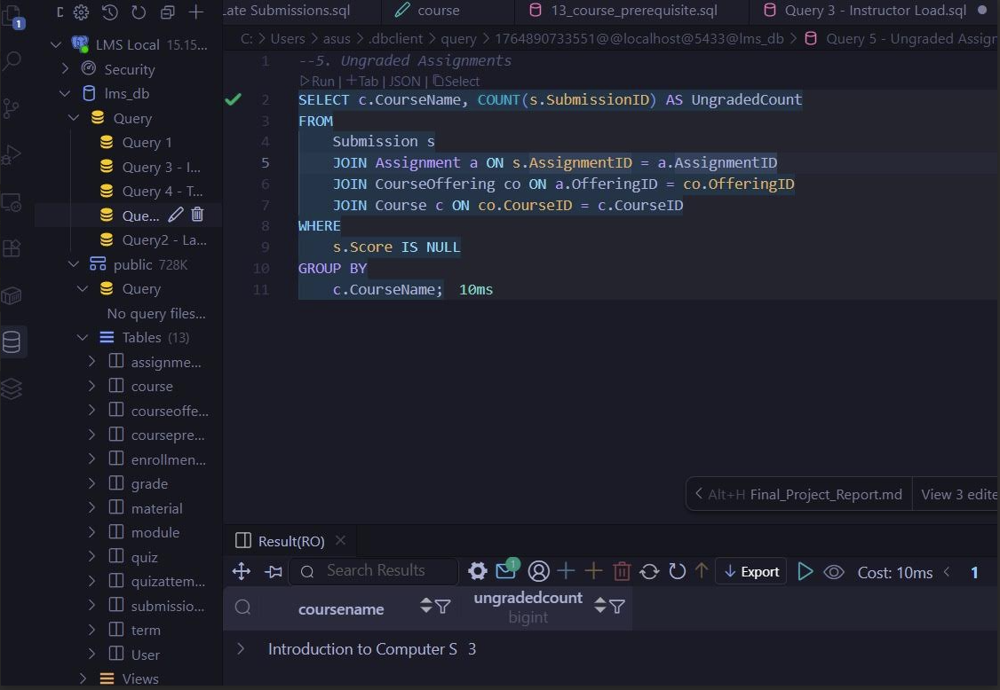 Late Submissions.sql course 13_course_prerequisite.sql Query 3 - Instructor Load.sql
1
LMS Local 15.15...
C: > Users > asus > .dbclient > query > 1764890733551@@localhost@5433@lms_db > Query 5 - Ungraded Assign
Security
lms_db
Query
Query 1
Query 3 - I...
Query 4 - T...
Que...
Query2 - La...
public 728K
Query
No query files...
Tables (13)
assignme...
course
courseoffe...
coursepre...
enrollmen...
grade
material
module
quiz
quizattem...
submissio...
term
User
Views
1 --5. Ungraded Assignments
Run | +Tab | JSON | Select
2 SELECT c.CourseName, COUNT(s.SubmissionID) AS UngradedCount
3 FROM
4 Submission s
5 JOIN Assignment a ON s.AssignmentID = a.AssignmentID
6 JOIN CourseOffering co ON a.OfferingID = co.OfferingID
7 JOIN Course c ON co.CourseID = c.CourseID
8 WHERE
9 s.Score IS NULL
10 GROUP BY
11 c.CourseName; 10ms
Alt+H Final_Project_Report.md View 3 edite
Result(RO)
Search Results 1 Export Cost: 10ms < 1
coursename ungradedcount
bigint
Introduction to Computer S 3